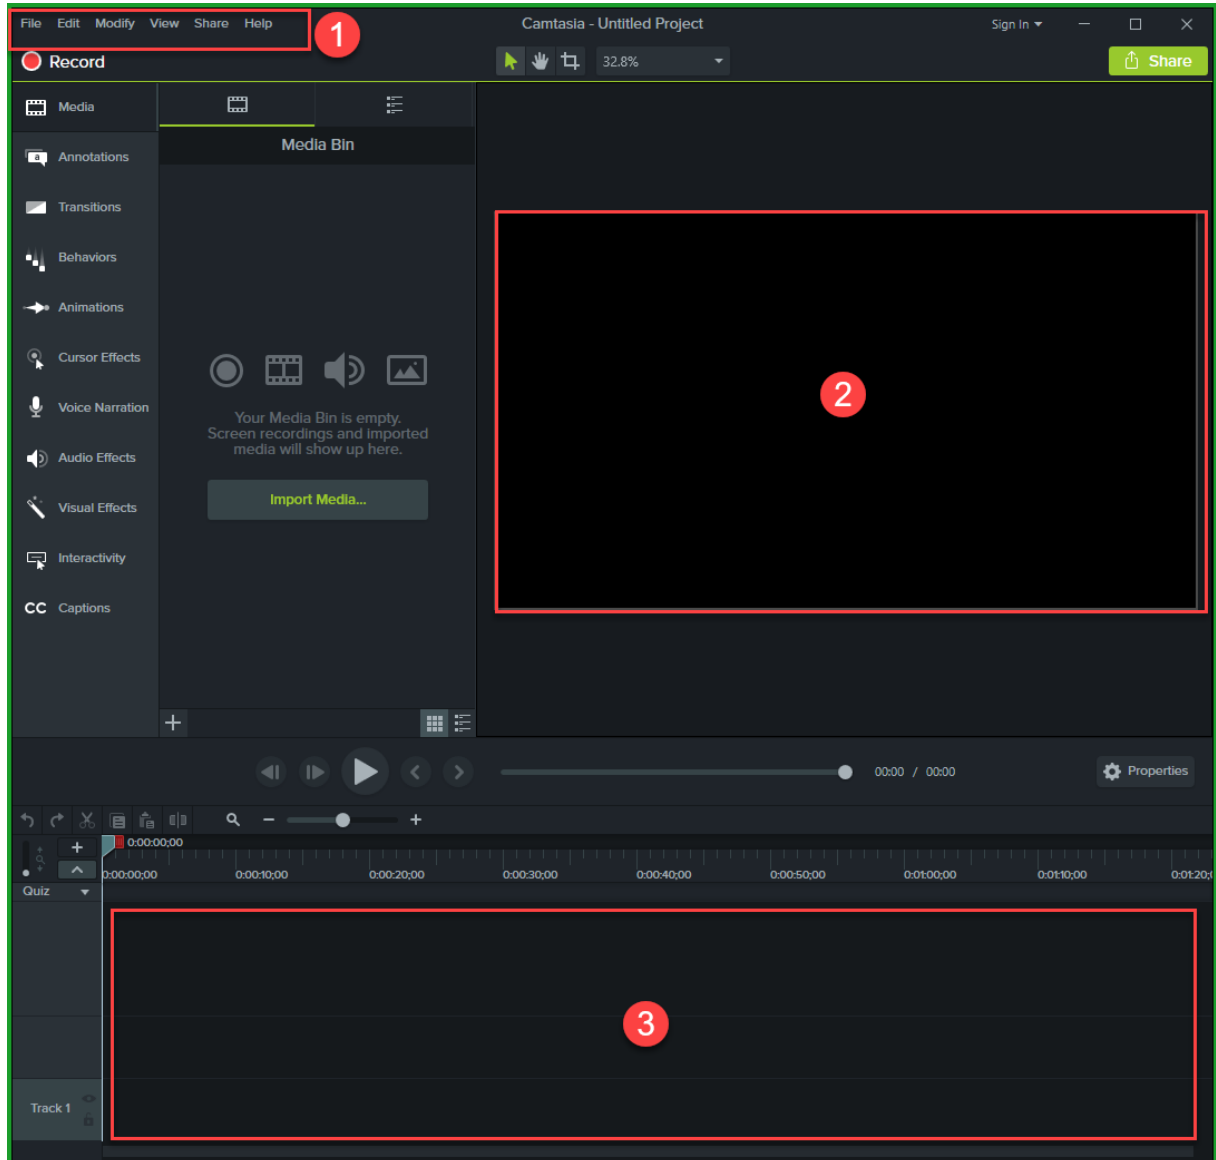 File Edit Modify View Share Help
Camtasia - Untitled Project
Sign In
1
Record
32.8%
Share
Media
Media Bin
a
Annotations
Transitions
Behaviors
Animations
Cursor Effects
Voice Narration
Audio Effects
Visual Effects
Interactivity
CC Captions
Your Media Bin is empty.
Screen recordings and imported
media will show up here.
Import Media...
2
00:00 / 00:00
Properties
0:00:00;00
0:00:00;00 0:00:10;00 0:00:20;00 0:00:30;00 0:00:40;00 0:00:50;00 0:01:00;00 0:01:10;00 0:01:20;
Quiz
3
Track 1